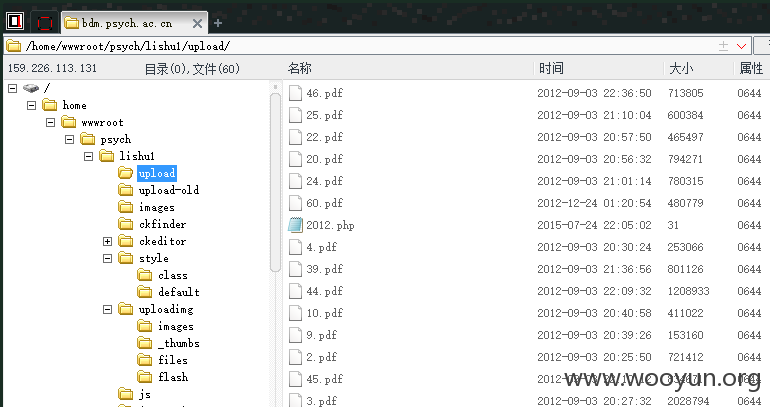 bdm.psych.ac.cn
/home/wwwroot/psych/lishu1/upload/
159.226.113.131 目录(0),文件(60) 名称 时间 大小 属性
/
home
wwwroot
psych
lishu1
upload
upload-old
images
ckfinder
ckeditor
style
class
default
uploadimg
images
_thumbs
files
flash
js
46.pdf 2012-09-03 22:36:50 713805 0644
25.pdf 2012-09-03 21:10:04 600384 0644
22.pdf 2012-09-03 20:57:50 465497 0644
20.pdf 2012-09-03 20:56:32 794271 0644
24.pdf 2012-09-03 21:01:14 780315 0644
60.pdf 2012-12-24 01:20:54 480779 0644
2012.php 2015-07-24 22:05:02 31 0644
4.pdf 2012-09-03 20:30:24 253066 0644
39.pdf 2012-09-03 21:36:56 801126 0644
44.pdf 2012-09-03 22:09:32 1208933 0644
10.pdf 2012-09-03 20:40:58 411022 0644
9.pdf 2012-09-03 20:39:26 153160 0644
2.pdf 2012-09-03 20:25:50 721412 0644
45.pdf 0644
3.pdf 2012-09-03 20:27:32 2028794 0644
www.wooyun.org